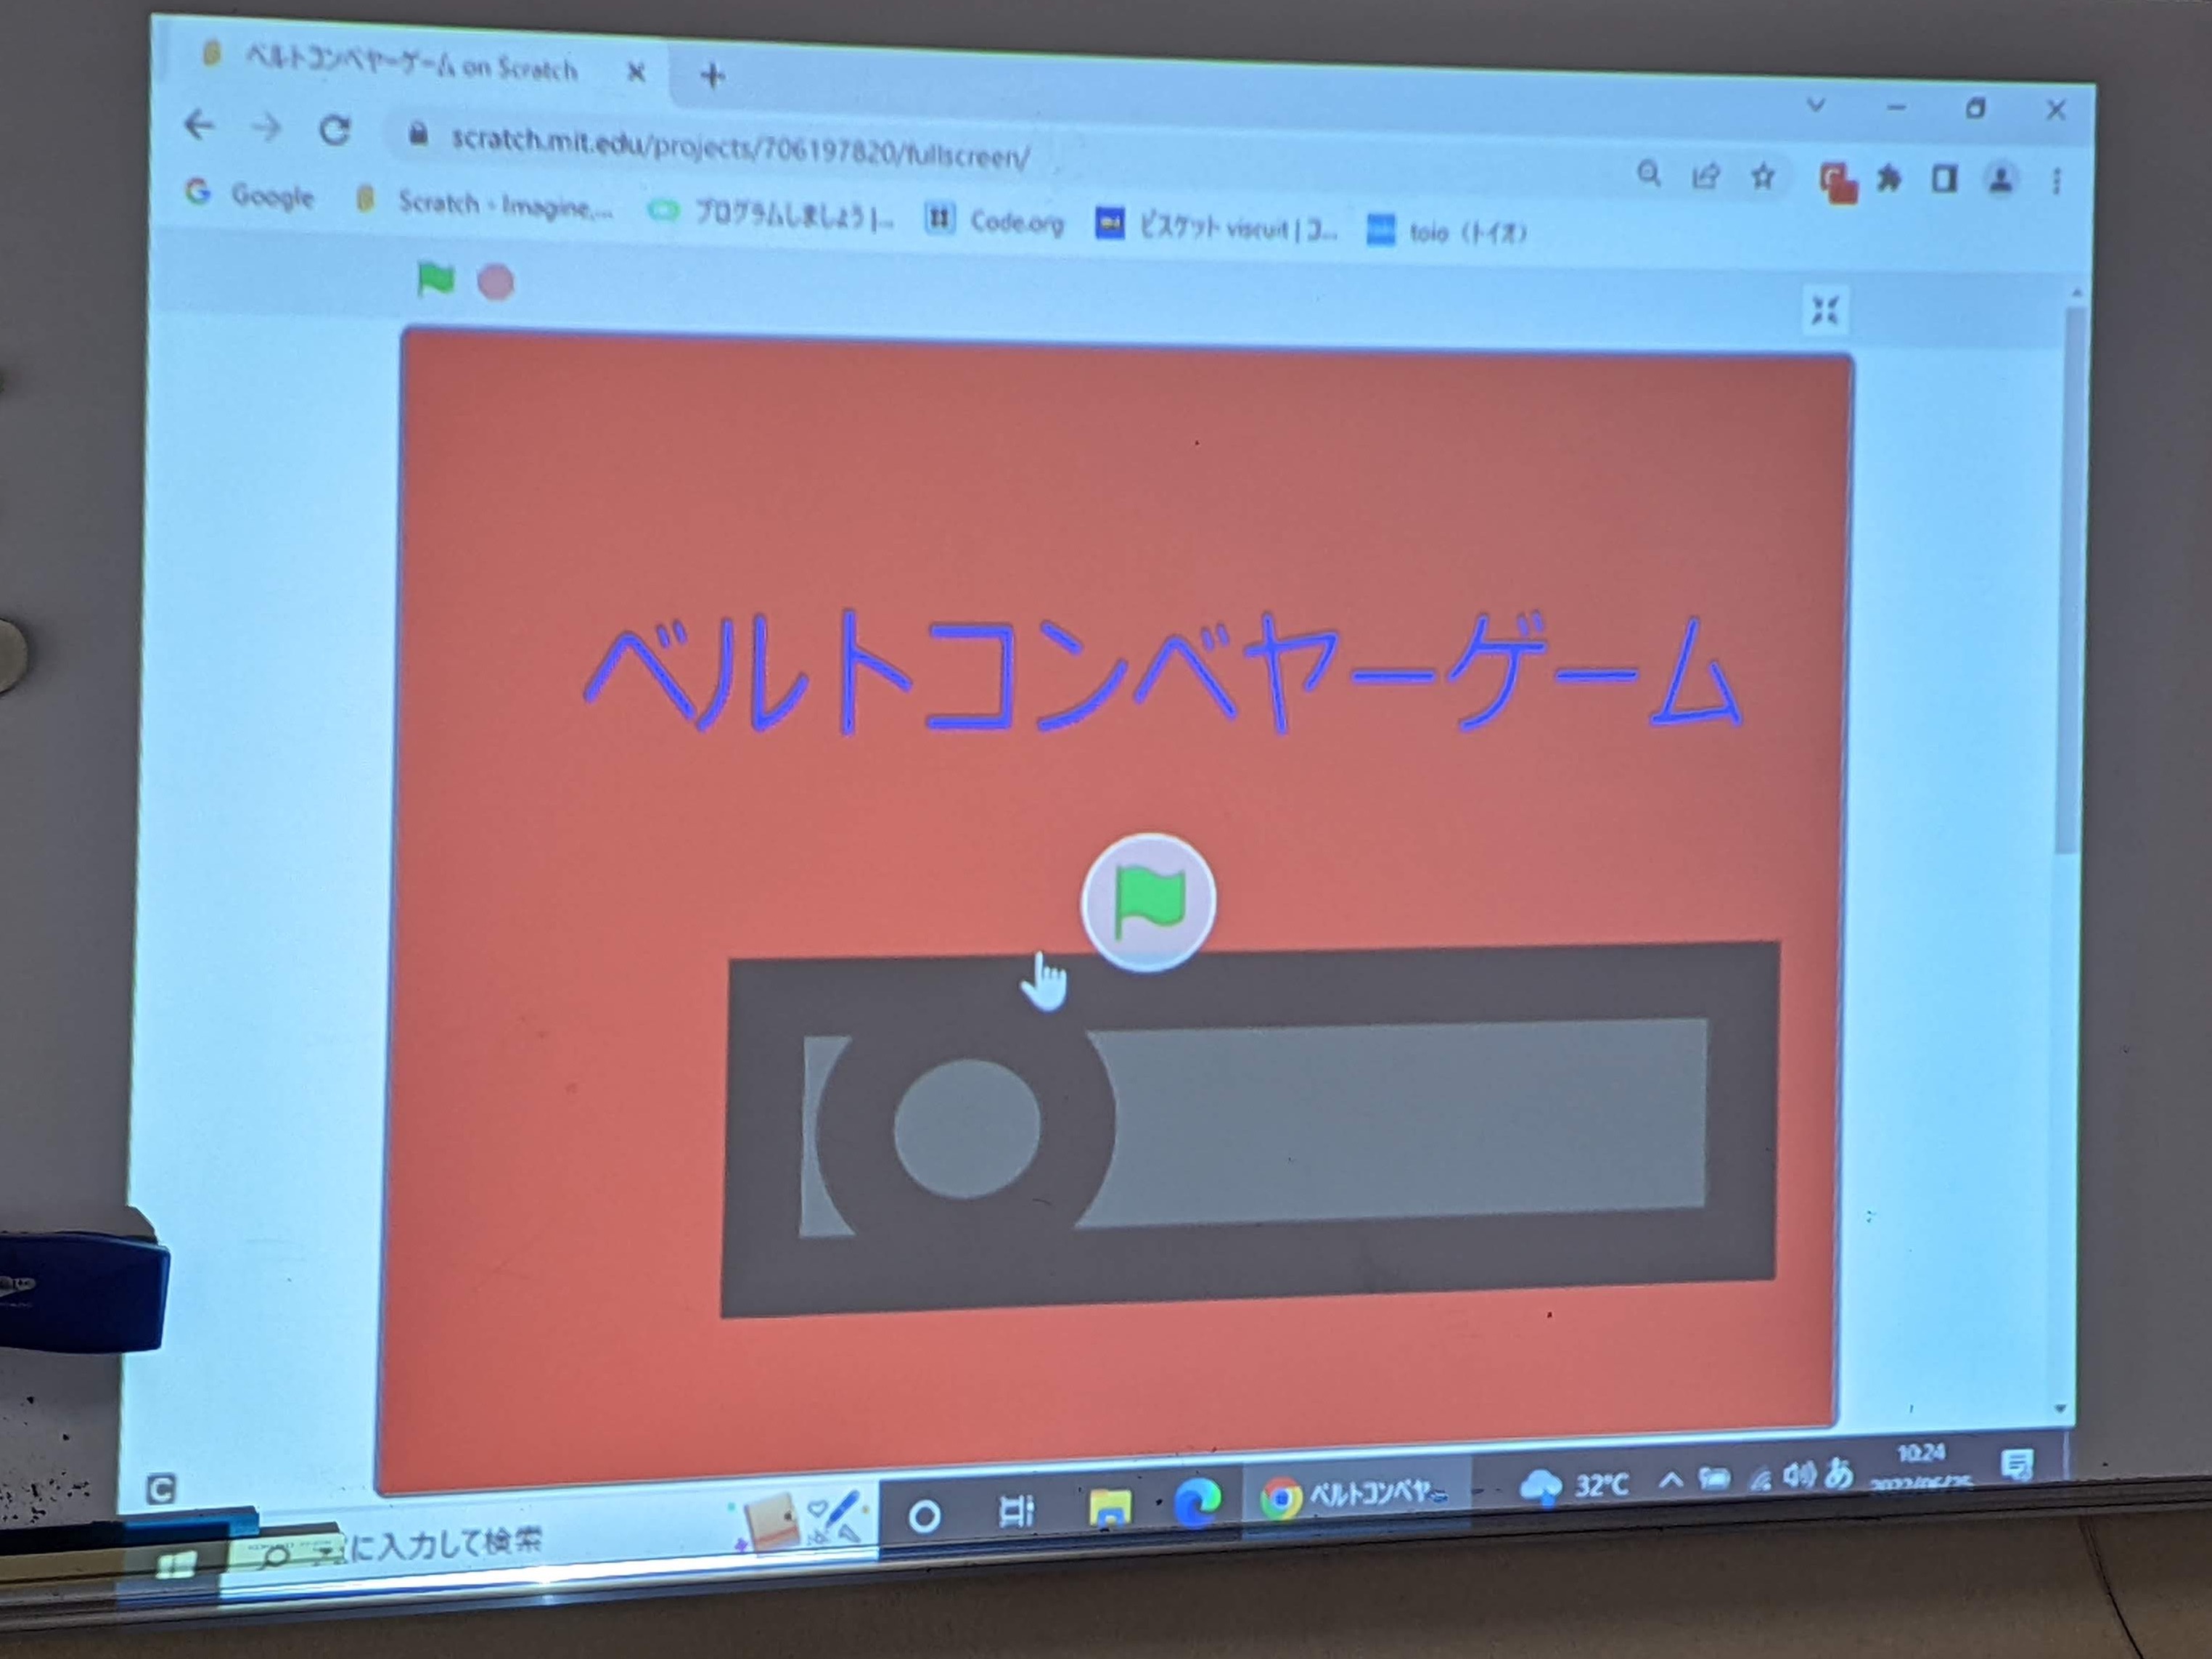 ベルトコンベヤーゲーム on Scratch
scratch.mit.edu/projects/706197820/fullscreen/
Google Scratch - Imagine,... プログラムしましょう |... Code.org ビスケット viscuit | コ... toio（トイオ）
ベルトコンベヤーゲーム
C
に入力して検索
ベルトコンベヤー
32°C
あ
10:24